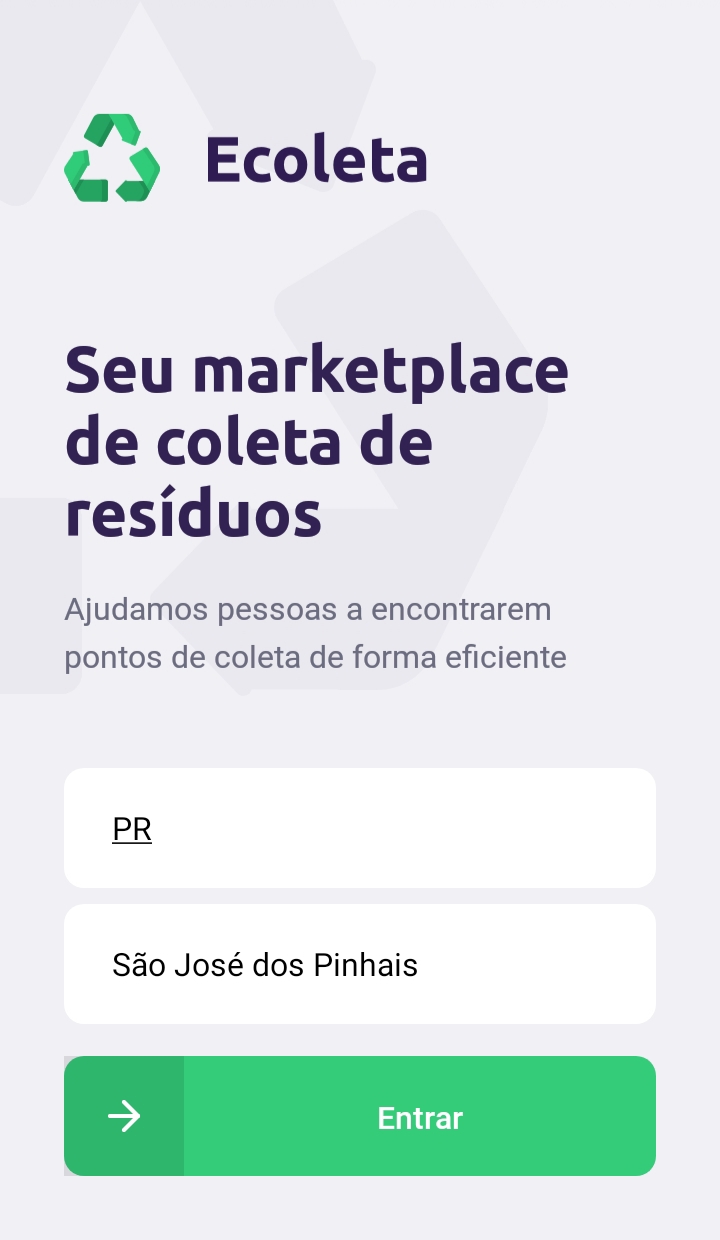 Ecoleta
Seu marketplace
de coleta de
resíduos
Ajudamos pessoas a encontrarem
pontos de coleta de forma eficiente
PR
São José dos Pinhais
Entrar